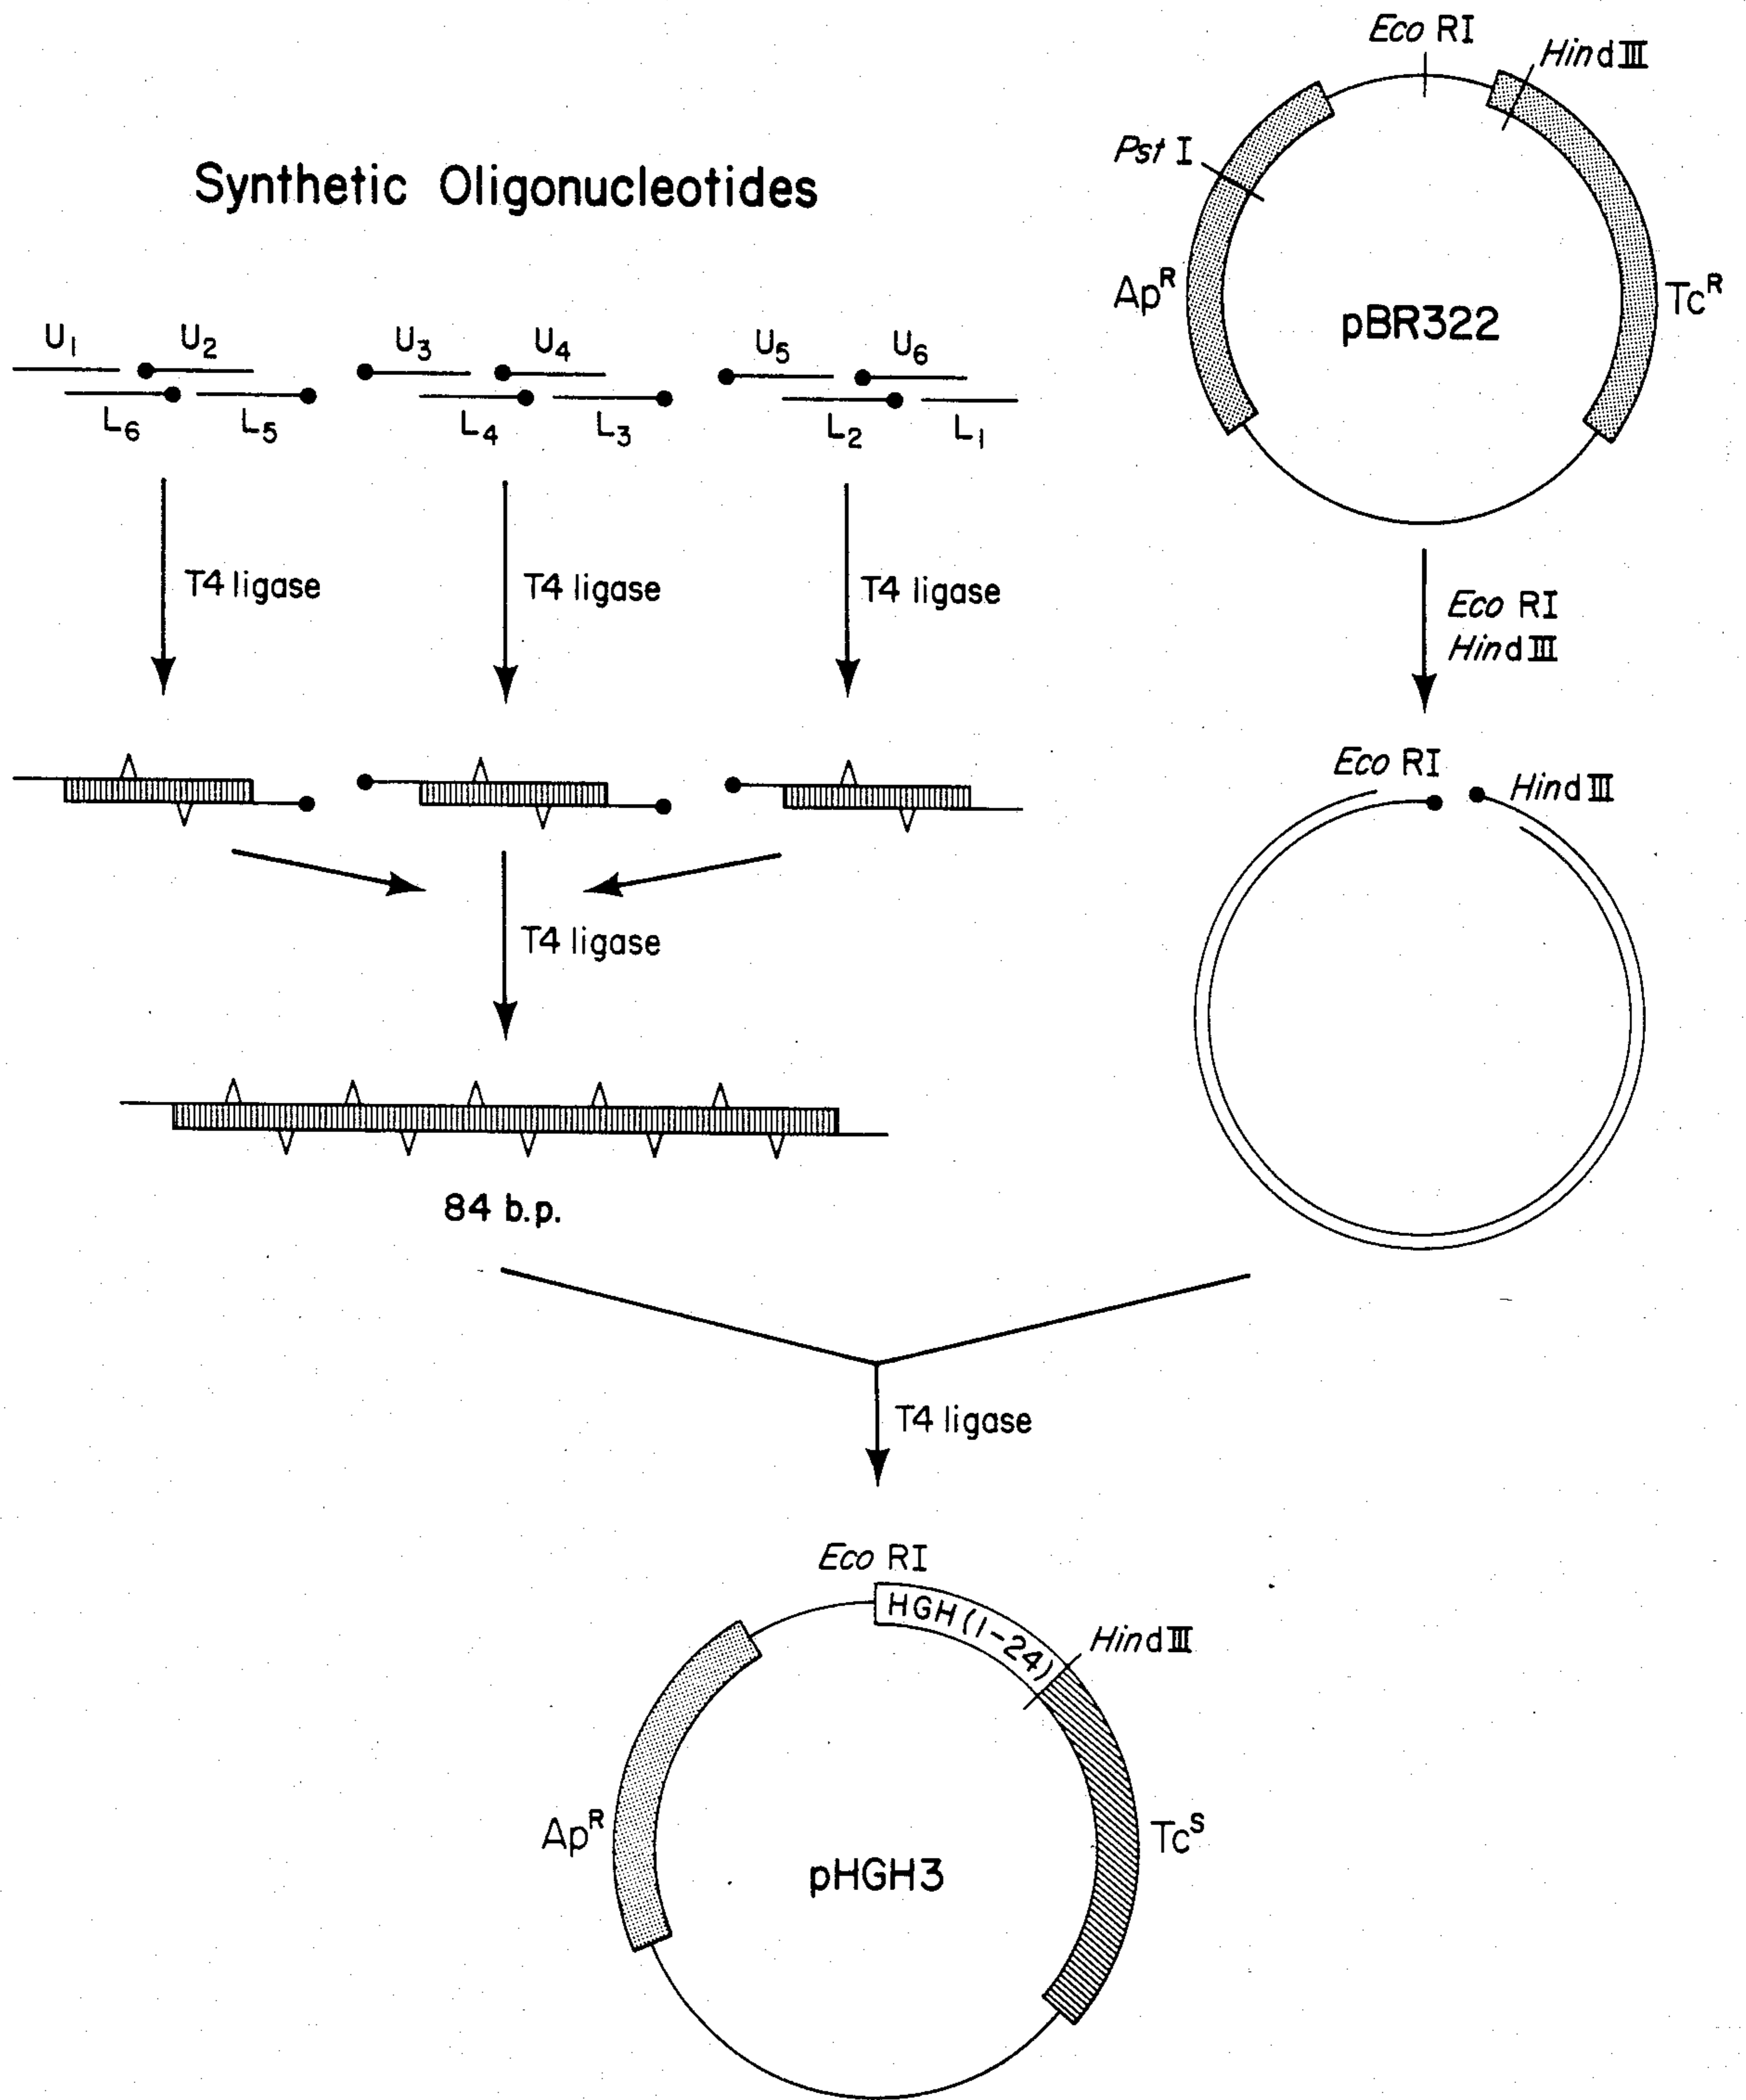 Synthetic Oligonucleotides
U₁ U₂ U₃ U₄ U₅ U₆
L₆ L₅ L₄ L₃ L₂ L₁
T4 ligase
T4 ligase
T4 ligase
T4 ligase
84 b.p.
Eco RI
Hind III
Pst I
Apᴿ
pBR322
Tcᴿ
Eco RI
Hind III
Eco RI
Hind III
T4 ligase
Eco RI
HGH (1-24)
Hind III
Apᴿ
pHGH3
Tcˢ